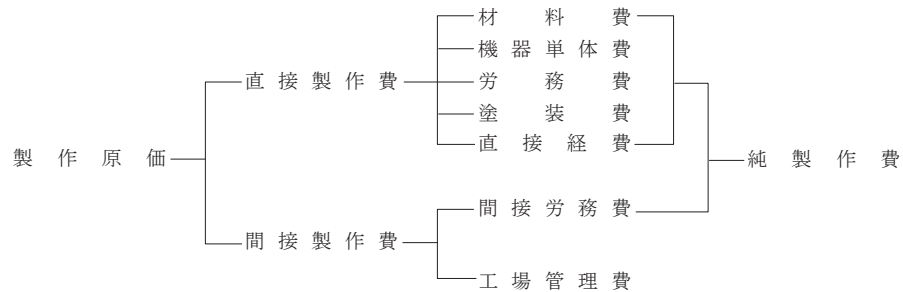 材料費
機器単体費
直接製作費
労務費
塗装費
直接経費
製作原価
純製作費
間接労務費
間接製作費
工場管理費